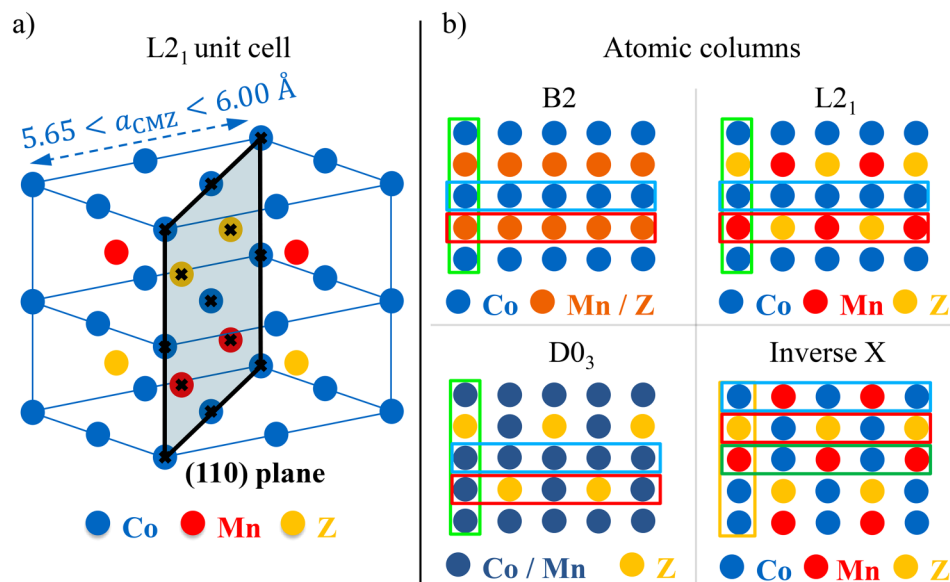 a)
L2₁ unit cell
5.65 < a_CMZ < 6.00 Å
(110) plane
Co Mn Z
b)
Atomic columns
B2
Co Mn / Z
L2₁
Co Mn Z
D0₃
Co / Mn Z
Inverse X
Co Mn Z